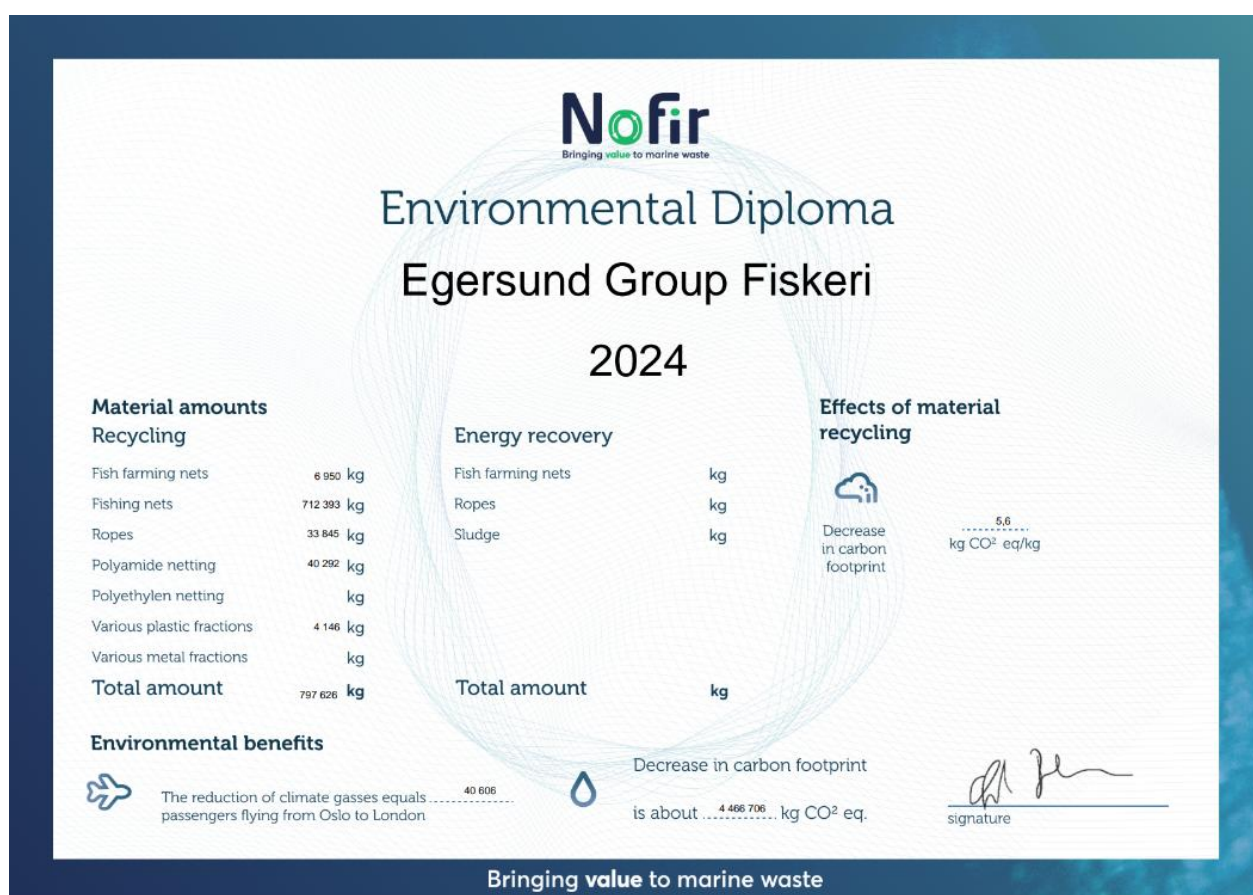 Nofir
Bringing value to marine waste
Environmental Diploma
Egersund Group Fiskeri
2024
Material amounts
Recycling
Fish farming nets 6 950 kg
Fishing nets 712 393 kg
Ropes 33 845 kg
Polyamide netting 40 292 kg
Polyethylen netting kg
Various plastic fractions 4 146 kg
Various metal fractions kg
Total amount 797 626 kg
Energy recovery
Fish farming nets kg
Ropes kg
Sludge kg
Total amount kg
Effects of material
recycling
Decrease
in carbon
footprint
5,6
kg CO² eq/kg
Environmental benefits
The reduction of climate gasses equals 40 606
passengers flying from Oslo to London
Decrease in carbon footprint
is about 4 466 706 kg CO² eq.
signature
Bringing value to marine waste